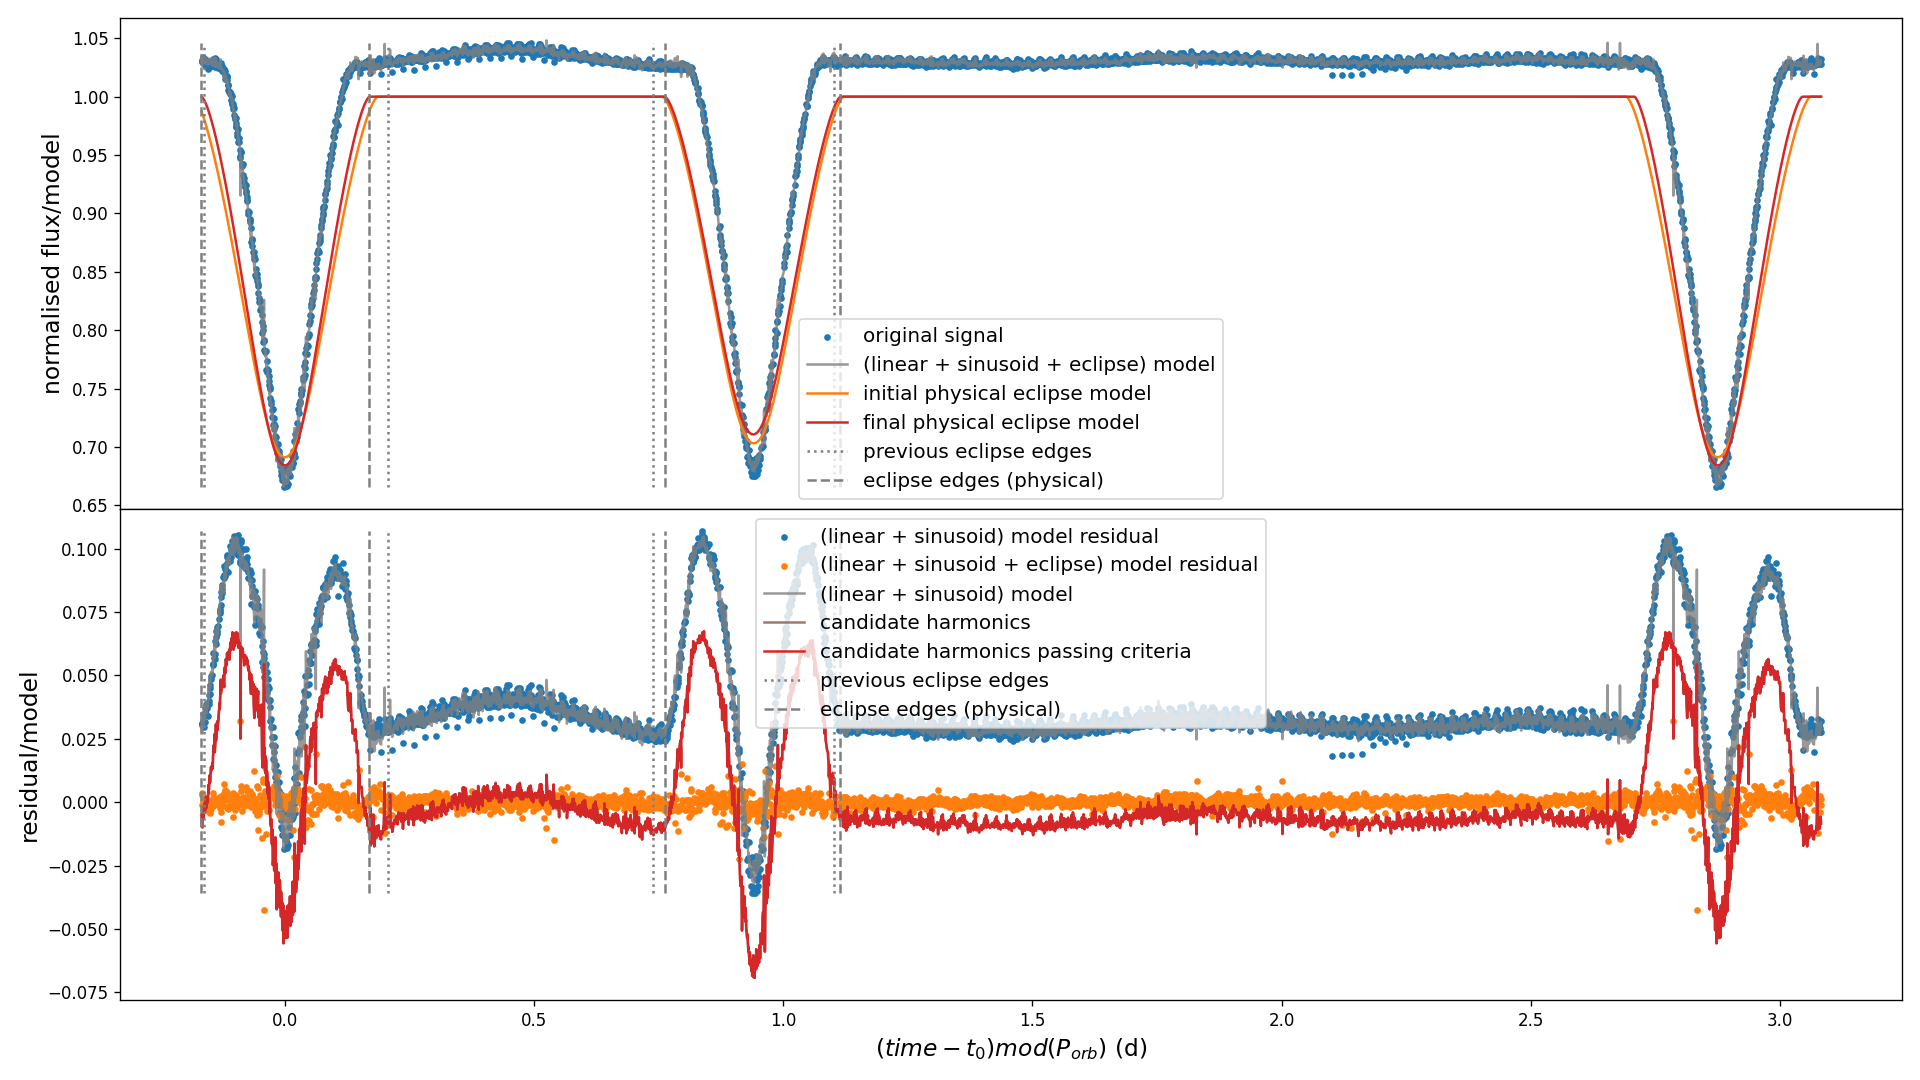 normalised flux/model
1.05
1.00
0.95
0.90
0.85
0.80
0.75
0.70
0.65
original signal
(linear + sinusoid + eclipse) model
initial physical eclipse model
final physical eclipse model
previous eclipse edges
eclipse edges (physical)
residual/model
0.100
0.075
0.050
0.025
0.000
−0.025
−0.050
−0.075
(linear + sinusoid) model residual
(linear + sinusoid + eclipse) model residual
(linear + sinusoid) model
candidate harmonics
candidate harmonics passing criteria
previous eclipse edges
eclipse edges (physical)
0.0 0.5 1.0 1.5 2.0 2.5 3.0
(time − t₀)mod(P_orb) (d)